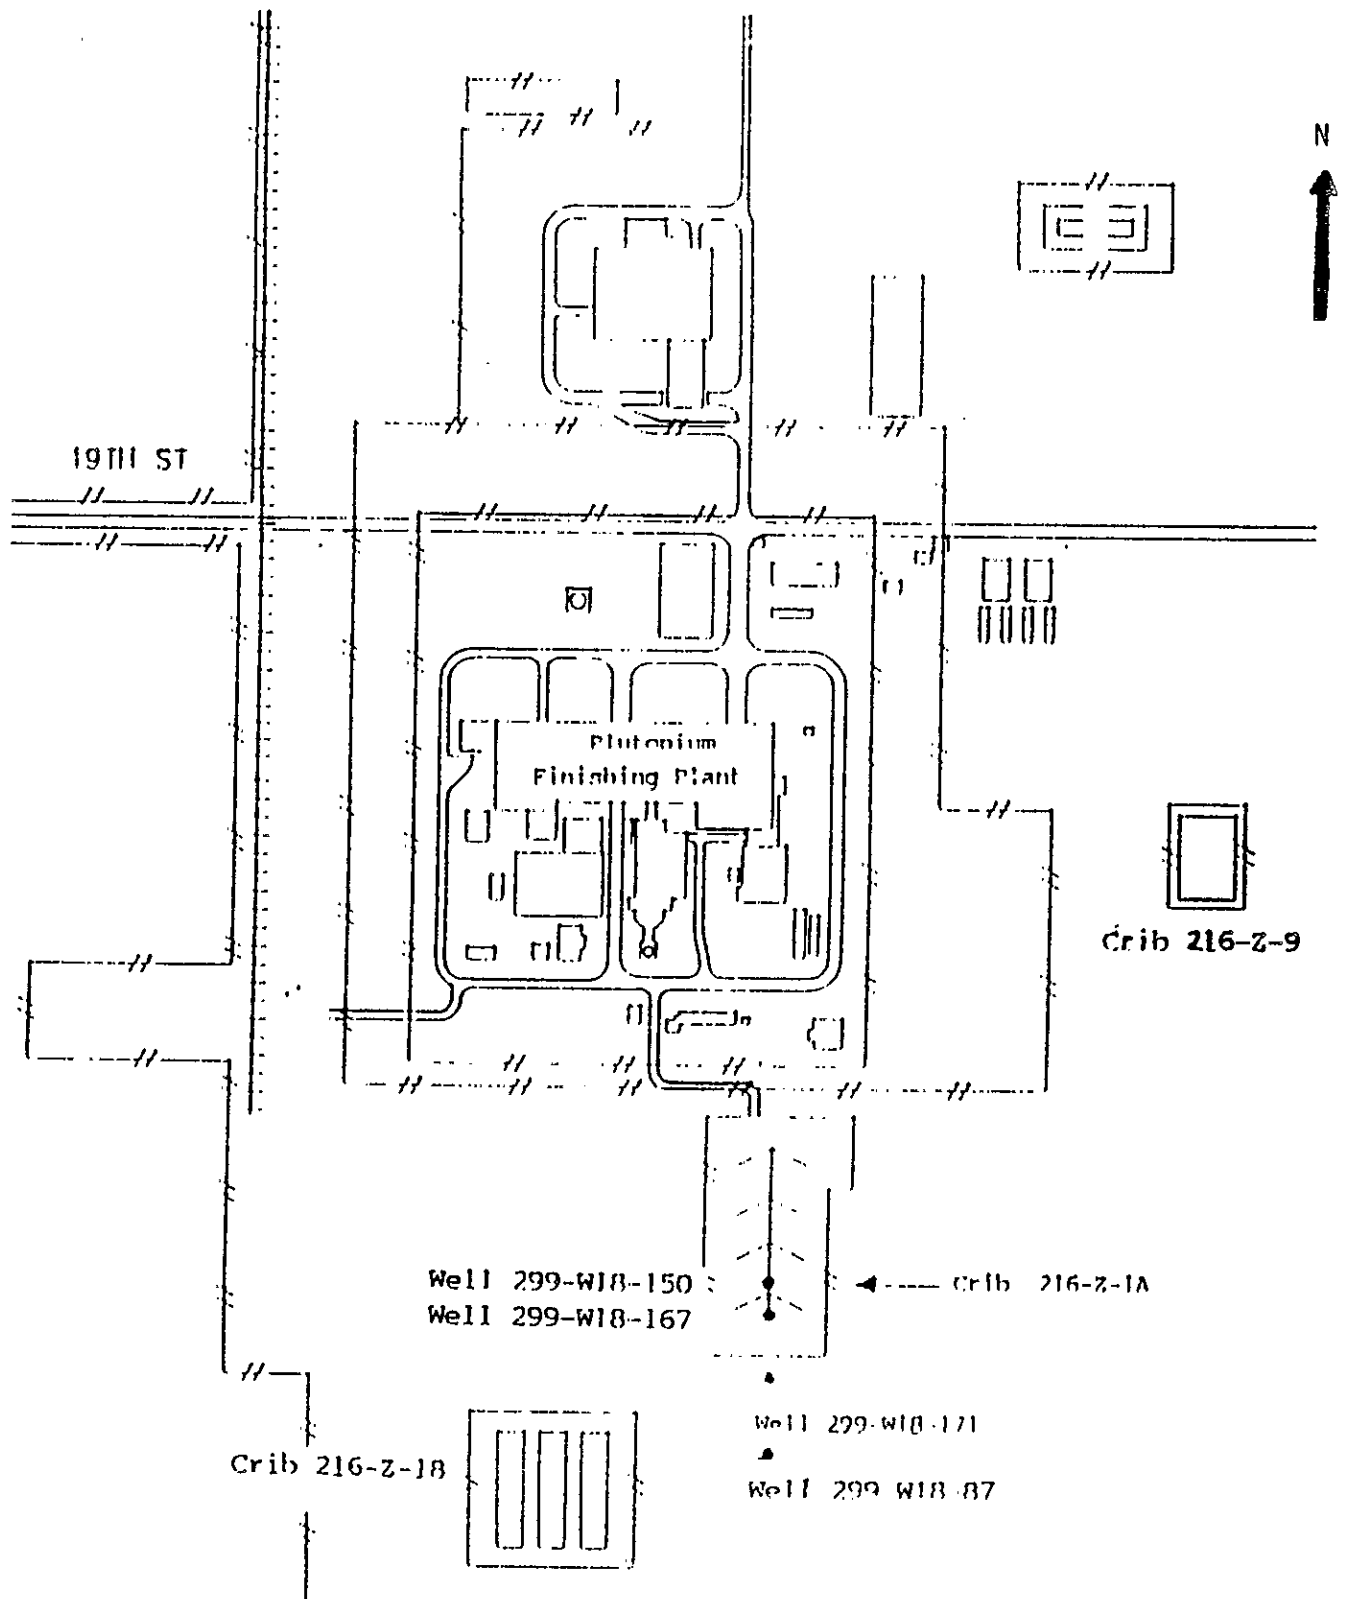 N
19TH ST
Plutonium
Finishing Plant
Crib 216-Z-9
Well 299-W18-150
Crib 216-Z-1A
Well 299-W18-167
Well 299-W18-171
Crib 216-Z-18
Well 299 W18-87